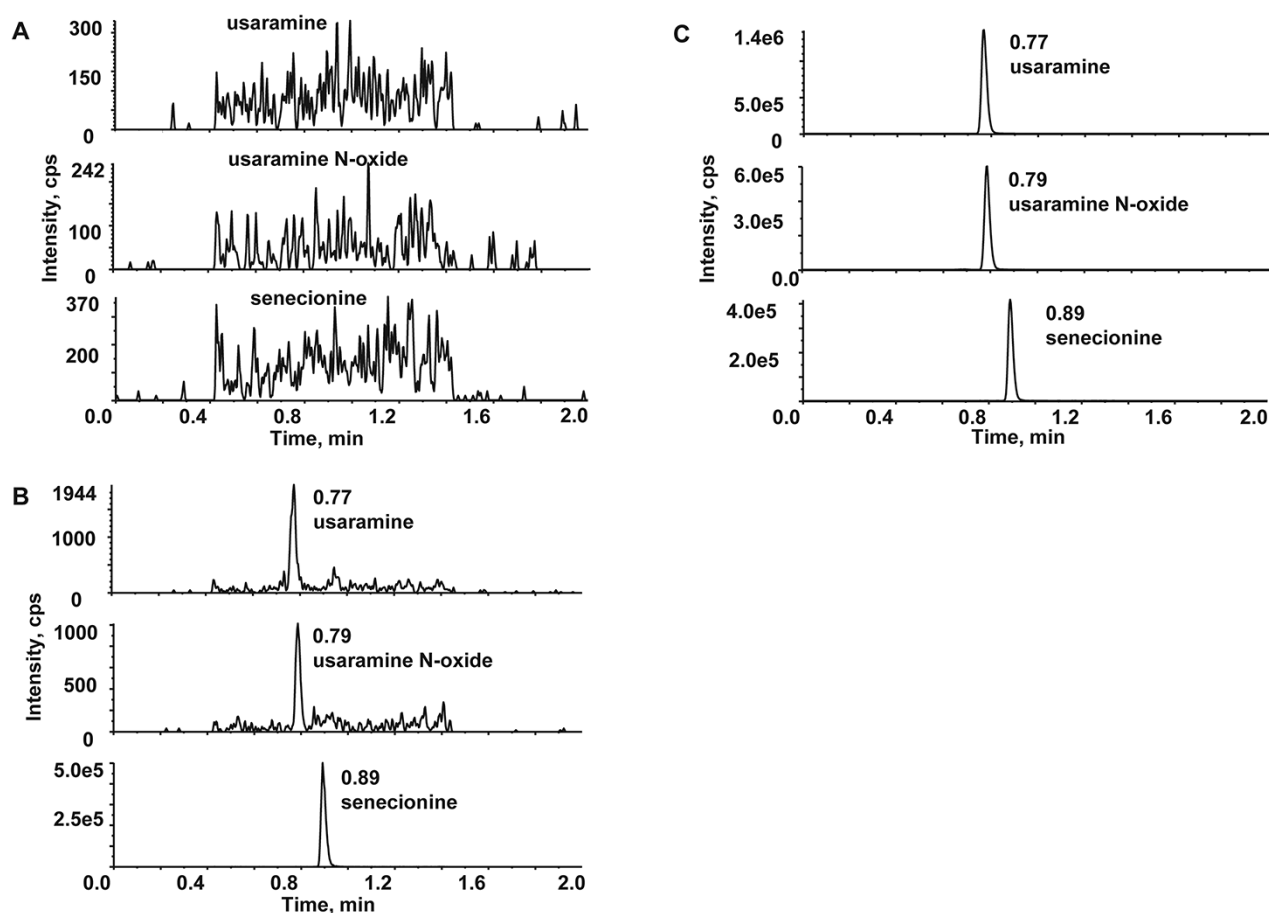 A
Intensity, cps
300
150
0
usaramine
242
100
0
usaramine N-oxide
370
200
0
senecionine
0.0 0.4 0.8 1.2 1.6 2.0
Time, min
B
Intensity, cps
1944
1000
0
0.77
usaramine
1000
500
0
0.79
usaramine N-oxide
5.0e5
2.5e5
0.89
senecionine
0.0 0.4 0.8 1.2 1.6 2.0
Time, min
C
Intensity, cps
1.4e6
5.0e5
0
0.77
usaramine
6.0e5
3.0e5
0.0
0.79
usaramine N-oxide
4.0e5
2.0e5
0.89
senecionine
0.0 0.4 0.8 1.2 1.6 2.0
Time, min